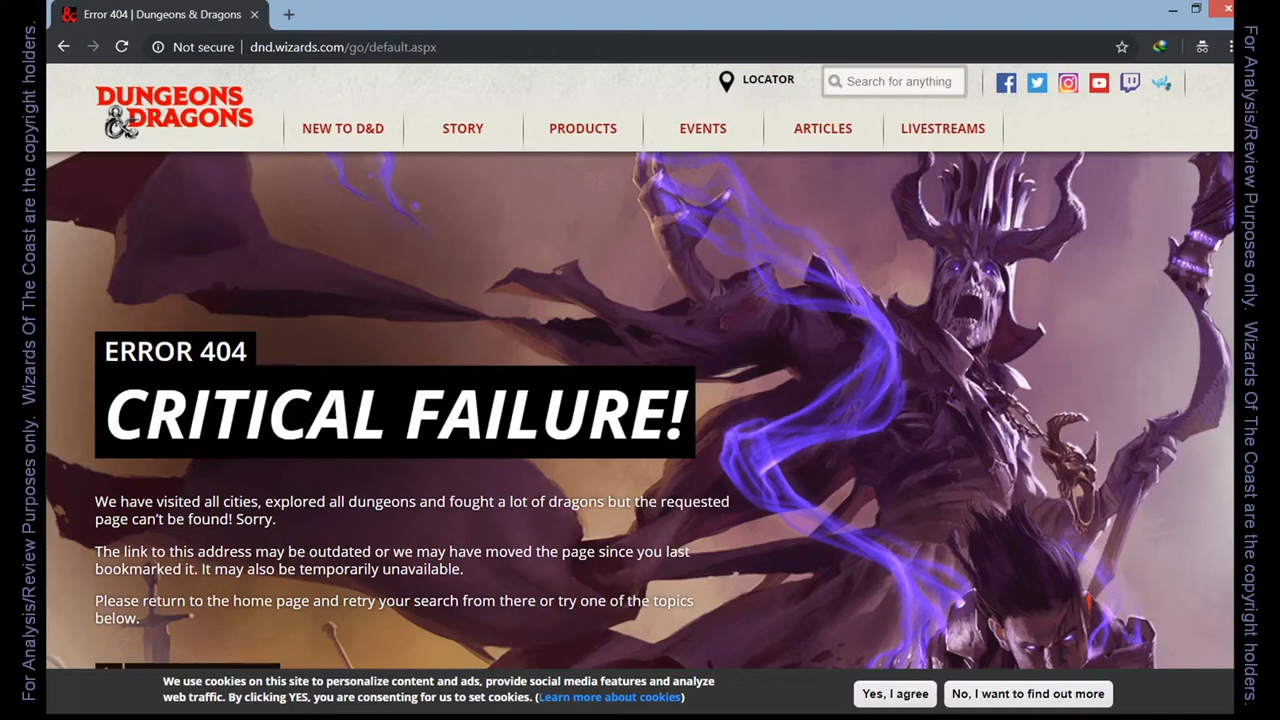 Error 404 | Dungeons & Dragons
Not secure
dnd.wizards.com/go/default.aspx
DUNGEONS
& DRAGONS
LOCATOR
Search for anything
NEW TO D&D
STORY
PRODUCTS
EVENTS
ARTICLES
LIVESTREAMS
ERROR 404
CRITICAL FAILURE!
We have visited all cities, explored all dungeons and fought a lot of dragons but the requested
page can’t be found! Sorry.
The link to this address may be outdated or we may have moved the page since you last
bookmarked it. It may also be temporarily unavailable.
Please return to the home page and retry your search from there or try one of the topics
below.
We use cookies on this site to personalize content and ads, provide social media features and analyze
web traffic. By clicking YES, you are consenting for us to set cookies. (Learn more about cookies)
Yes, I agree
No, I want to find out more
For Analysis/Review Purposes only. Wizards Of The Coast are the copyright holders.
For Analysis/Review Purposes only. Wizards Of The Coast are the copyright holders.